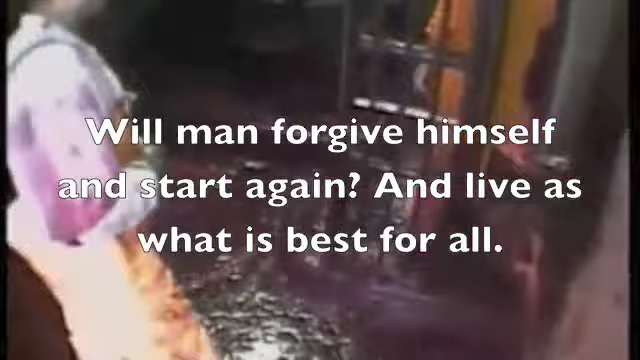 Will man forgive himself
and start again? And live as
what is best for all.